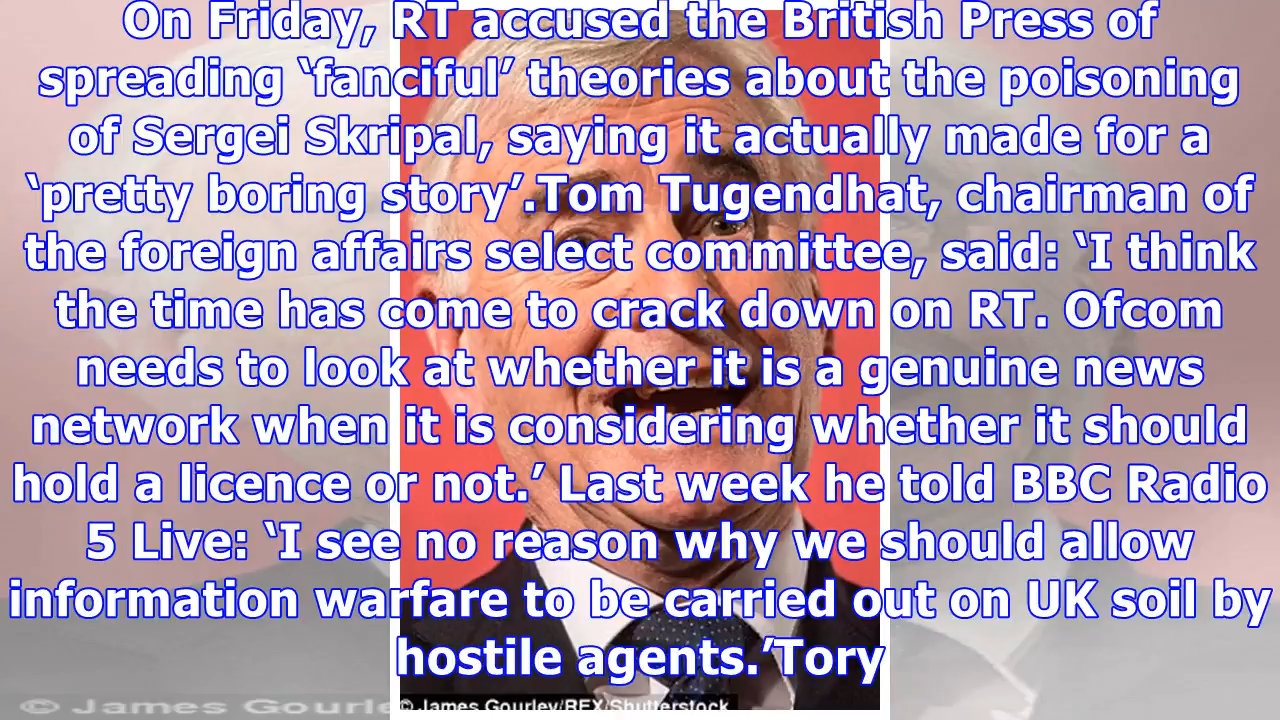 On Friday, RT accused the British Press of
spreading ‘fanciful’ theories about the poisoning
of Sergei Skripal, saying it actually made for a
‘pretty boring story’.Tom Tugendhat, chairman of
the foreign affairs select committee, said: ‘I think
the time has come to crack down on RT. Ofcom
needs to look at whether it is a genuine news
network when it is considering whether it should
hold a licence or not.’ Last week he told BBC Radio
5 Live: ‘I see no reason why we should allow
information warfare to be carried out on UK soil by
hostile agents.’Tory
© James Gourle
© James Gourley/REX/Shutterstock